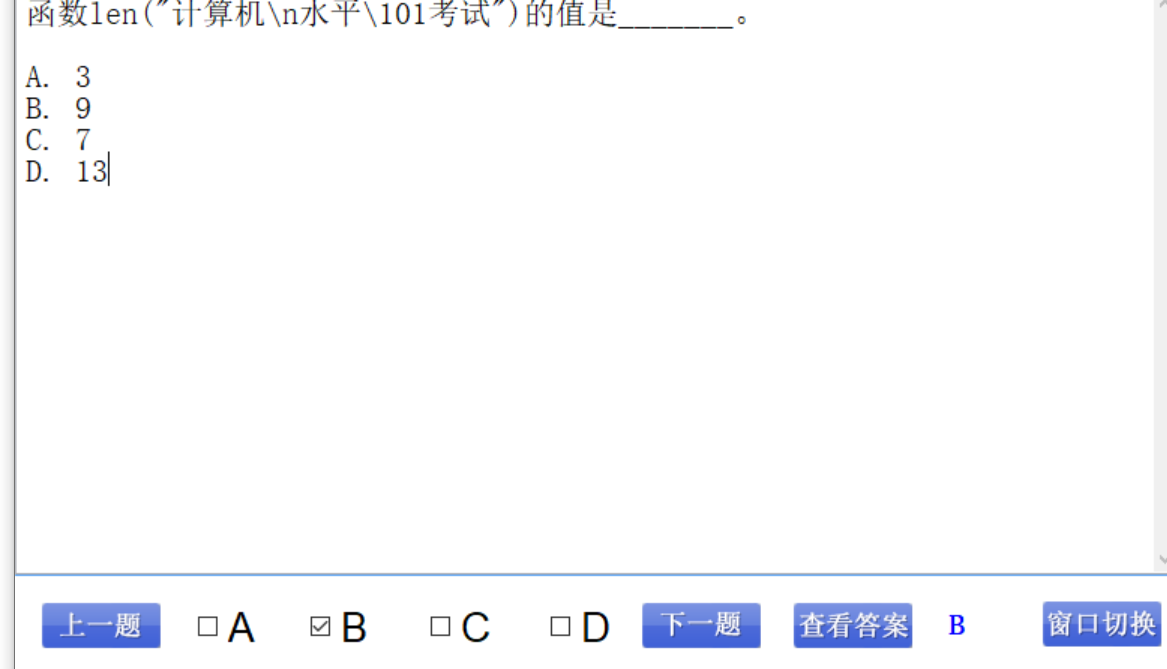 函数len("计算机\n水平\101考试")的值是_______。
A. 3
B. 9
C. 7
D. 13
上一题 A B C D 下一题 查看答案 B 窗口切换